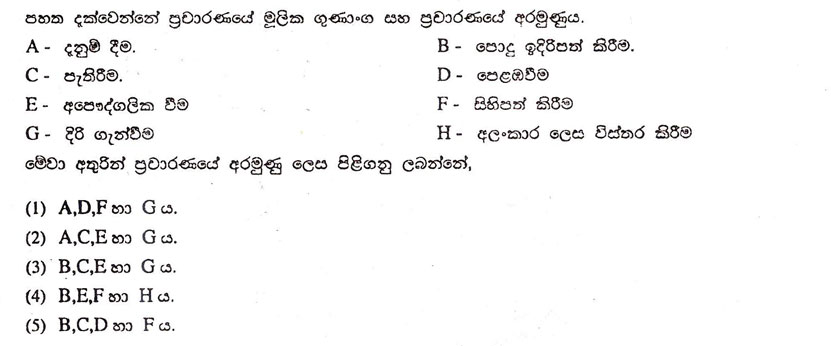 පහත දැක්වෙන්නේ ප්‍රචාරණයේ මූලික ගුණාංග සහ ප්‍රචාරණයේ අරමුණුය.
A - දැනුම් දීම. B - පොදු ඉදිරිපත් කිරීම.
C - පැතිරීම. D - පෙළඹවීම
E - අපෞද්ගලික වීම F - සිහිපත් කිරීම
G - දිරි ගැන්වීම H - අලංකාර ලෙස විස්තර කිරීම
මේවා අතුරින් ප්‍රචාරණයේ අරමුණු ලෙස පිළිගනු ලබන්නේ,
(1) A,D,F හා G ය.
(2) A,C,E හා G ය.
(3) B,C,E හා G ය.
(4) B,E,F හා H ය.
(5) B,C,D හා F ය.